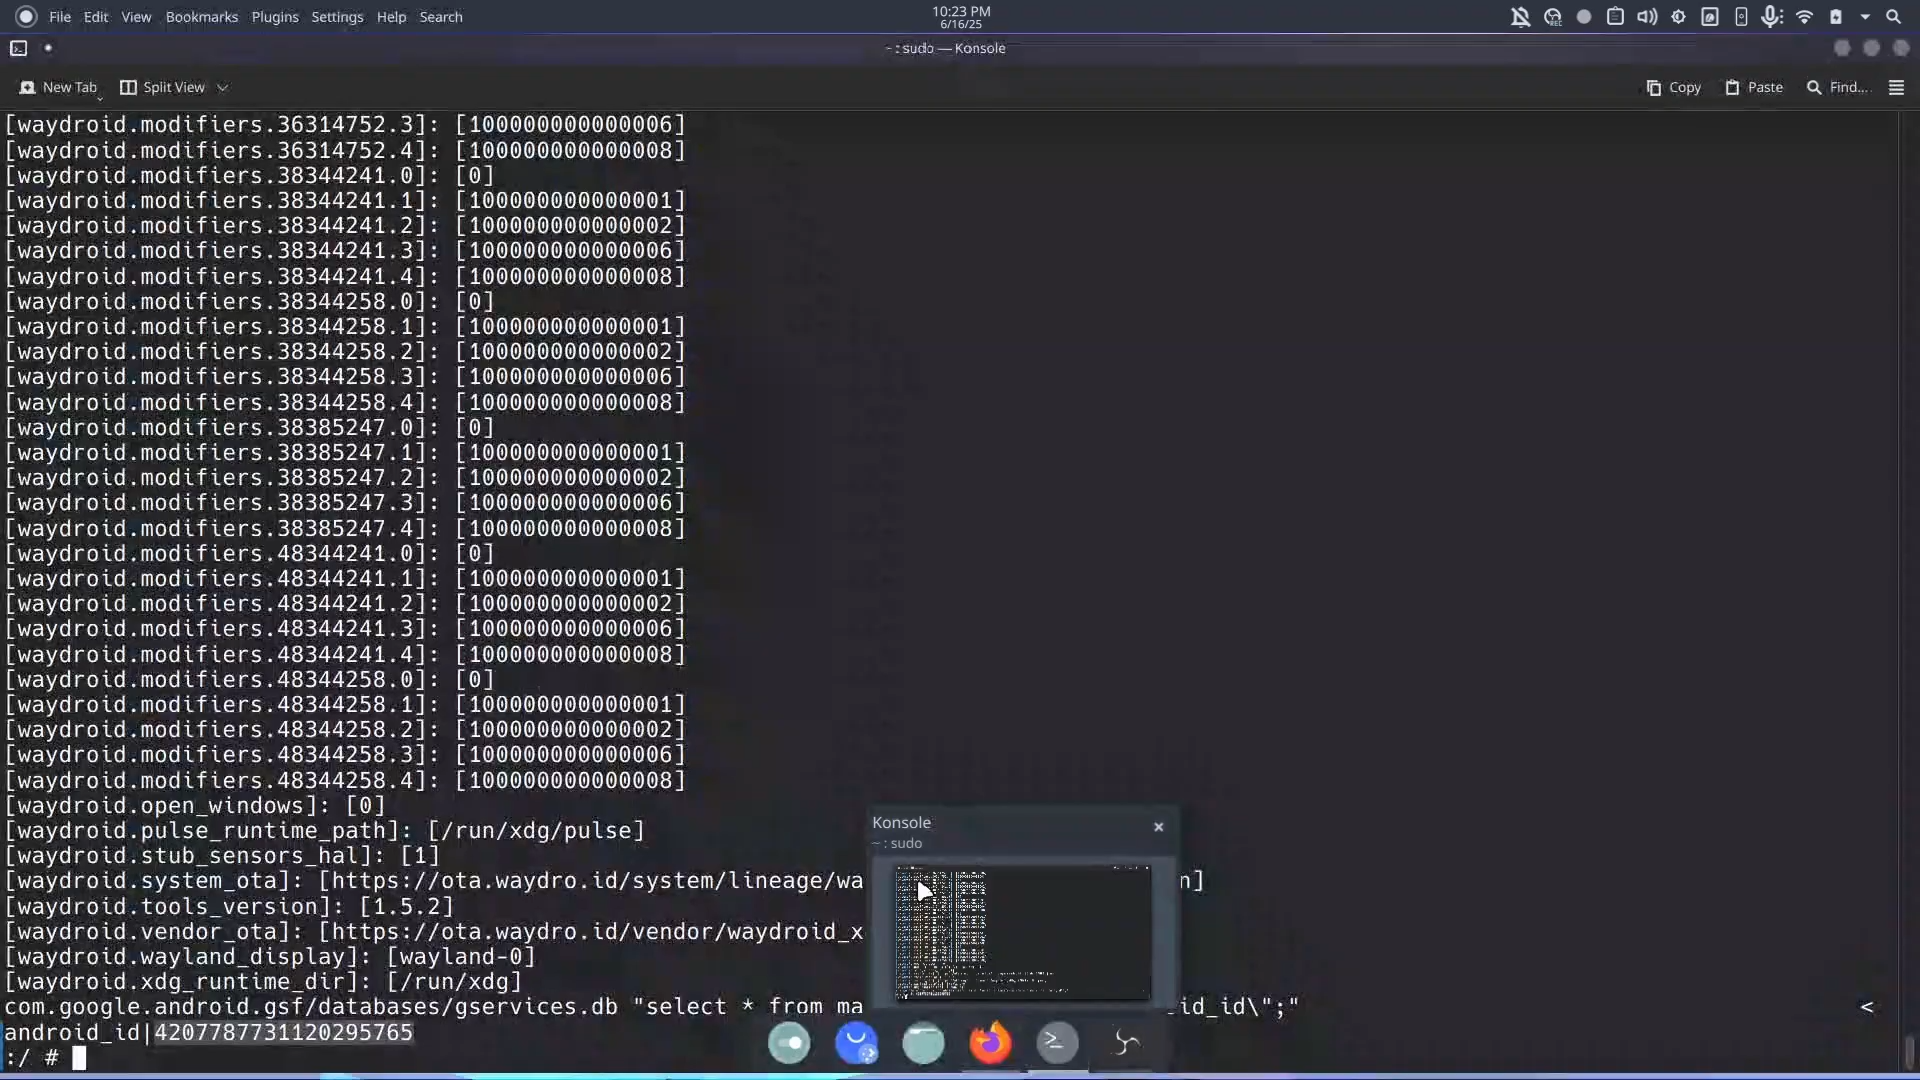 File Edit View Bookmarks Plugins Settings Help Search
10:23 PM
6/16/25
~ : sudo — Konsole
New Tab Split View Copy Paste Find...
[waydroid.modifiers.36314752.3]: [100000000000006]
[waydroid.modifiers.36314752.4]: [100000000000008]
[waydroid.modifiers.38344241.0]: [0]
[waydroid.modifiers.38344241.1]: [100000000000001]
[waydroid.modifiers.38344241.2]: [100000000000002]
[waydroid.modifiers.38344241.3]: [100000000000006]
[waydroid.modifiers.38344241.4]: [100000000000008]
[waydroid.modifiers.38344258.0]: [0]
[waydroid.modifiers.38344258.1]: [100000000000001]
[waydroid.modifiers.38344258.2]: [100000000000002]
[waydroid.modifiers.38344258.3]: [100000000000006]
[waydroid.modifiers.38344258.4]: [100000000000008]
[waydroid.modifiers.38385247.0]: [0]
[waydroid.modifiers.38385247.1]: [100000000000001]
[waydroid.modifiers.38385247.2]: [100000000000002]
[waydroid.modifiers.38385247.3]: [100000000000006]
[waydroid.modifiers.38385247.4]: [100000000000008]
[waydroid.modifiers.48344241.0]: [0]
[waydroid.modifiers.48344241.1]: [100000000000001]
[waydroid.modifiers.48344241.2]: [100000000000002]
[waydroid.modifiers.48344241.3]: [100000000000006]
[waydroid.modifiers.48344241.4]: [100000000000008]
[waydroid.modifiers.48344258.0]: [0]
[waydroid.modifiers.48344258.1]: [100000000000001]
[waydroid.modifiers.48344258.2]: [100000000000002]
[waydroid.modifiers.48344258.3]: [100000000000006]
[waydroid.modifiers.48344258.4]: [100000000000008]
[waydroid.open_windows]: [0]
[waydroid.pulse_runtime_path]: [/run/xdg/pulse]
[waydroid.stub_sensors_hal]: [1]
[waydroid.system_ota]: [https://ota.waydro.id/system/lineage/wa n]
[waydroid.tools_version]: [1.5.2]
[waydroid.vendor_ota]: [https://ota.waydro.id/vendor/waydroid_x
[waydroid.wayland_display]: [wayland-0]
[waydroid.xdg_runtime_dir]: [/run/xdg]
com.google.android.gsf/databases/gservices.db "select * from ma id_id\";" <
android_id|4207787731120295765
:/ #
Konsole
~ : sudo